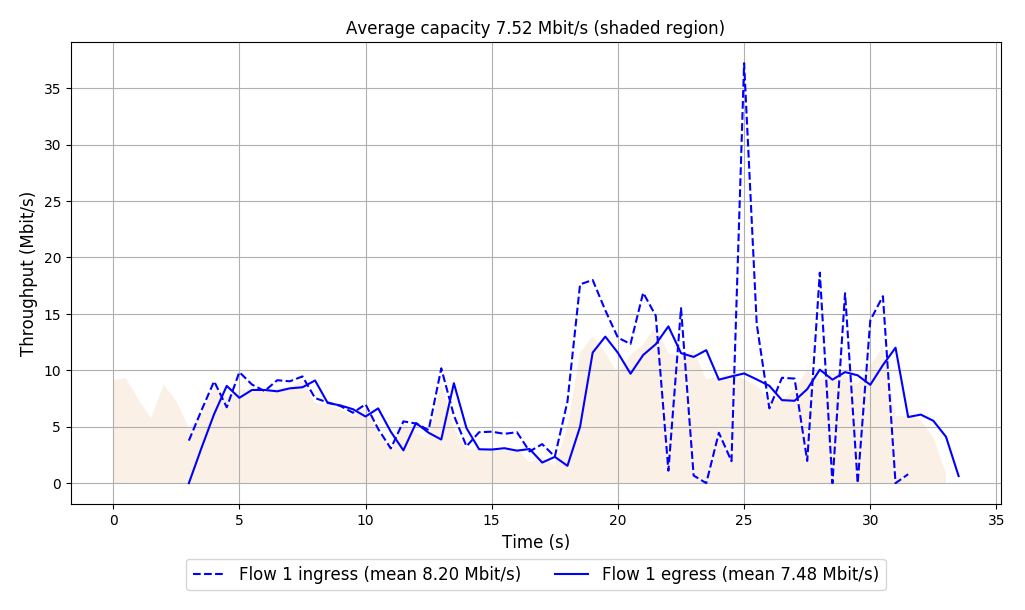 Average capacity 7.52 Mbit/s (shaded region)
Throughput (Mbit/s)
35
30
25
20
15
10
5
0
0 5 10 15 20 25 30 35
Time (s)
Flow 1 ingress (mean 8.20 Mbit/s) Flow 1 egress (mean 7.48 Mbit/s)